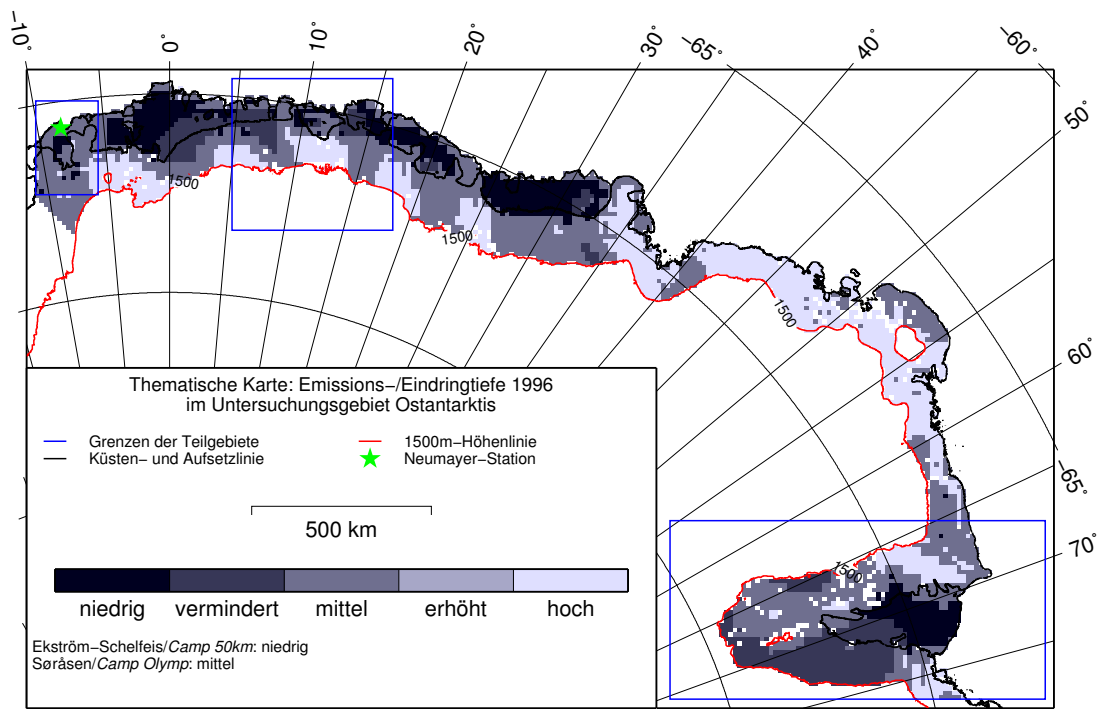 −10°
0°
10°
20°
30°
−65°
40°
−60°
50°
60°
−65°
70°
1500
1500
1500
1500
Thematische Karte: Emissions−/Eindringtiefe 1996
im Untersuchungsgebiet Ostantarktis
Grenzen der Teilgebiete
1500m−Höhenlinie
Küsten− und Aufsetzlinie
Neumayer−Station
500 km
niedrig vermindert mittel erhöht hoch
Ekström−Schelfeis/Camp 50km: niedrig
Søråsen/Camp Olymp: mittel